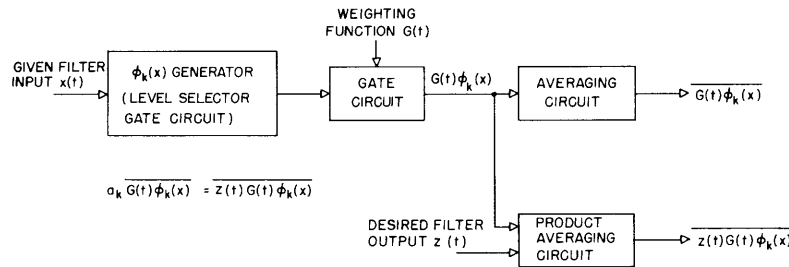 WEIGHTING
FUNCTION G(t)
GIVEN FILTER
INPUT x(t)
ϕk(x) GENERATOR
(LEVEL SELECTOR
GATE CIRCUIT)
GATE
CIRCUIT
G(t)ϕk(x)
AVERAGING
CIRCUIT
G(t)ϕk(x)
ak G(t)ϕk(x) = z(t) G(t)ϕk(x)
DESIRED FILTER
OUTPUT z (t)
PRODUCT
AVERAGING
CIRCUIT
z(t)G(t)ϕk(x)